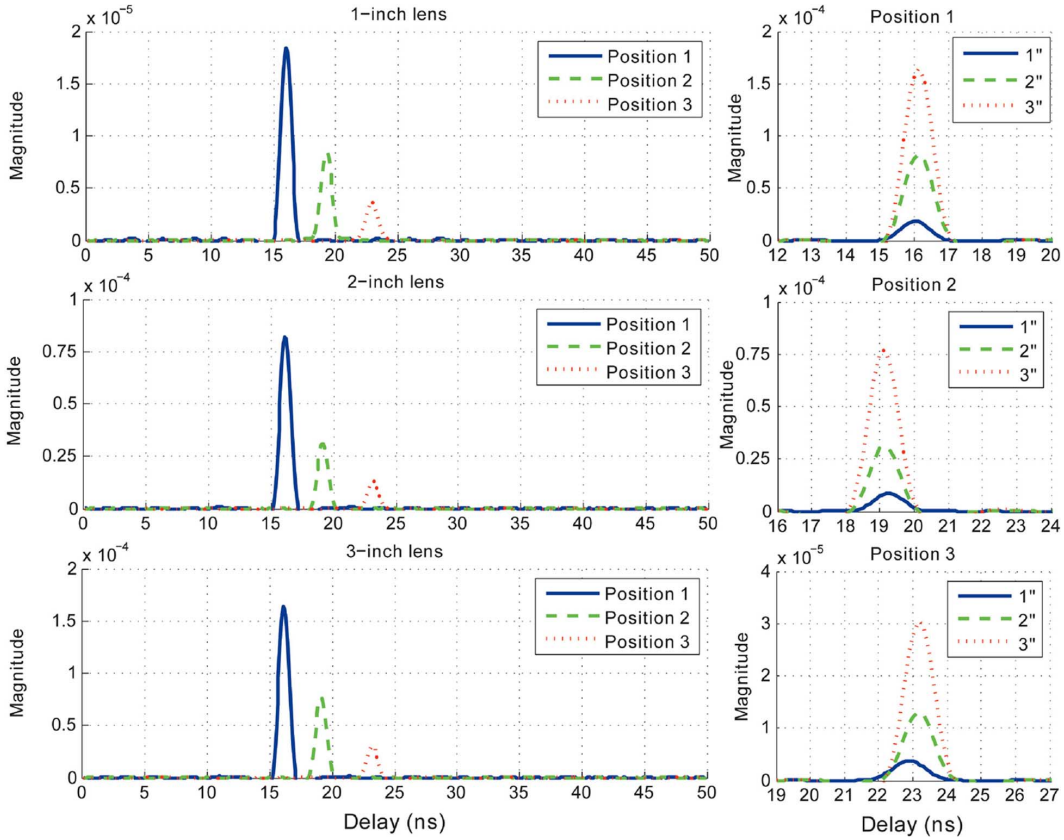 1-inch lens
x 10⁻⁵
2
1.5
1
0.5
0
Magnitude
0 5 10 15 20 25 30 35 40 45 50
Position 1
Position 2
Position 3
Position 1
x 10⁻⁴
2
1.5
1
0.5
0
Magnitude
12 13 14 15 16 17 18 19 20
1"
2"
3"
2-inch lens
x 10⁻⁴
1
0.75
0.5
0.25
0
Magnitude
0 5 10 15 20 25 30 35 40 45 50
Position 1
Position 2
Position 3
Position 2
x 10⁻⁴
1
0.75
0.5
0.25
0
Magnitude
16 17 18 19 20 21 22 23 24
1"
2"
3"
3-inch lens
x 10⁻⁴
2
1.5
1
0.5
0
Magnitude
0 5 10 15 20 25 30 35 40 45 50
Delay (ns)
Position 1
Position 2
Position 3
Position 3
x 10⁻⁵
4
3
2
1
0
Magnitude
19 20 21 22 23 24 25 26 27
Delay (ns)
1"
2"
3"